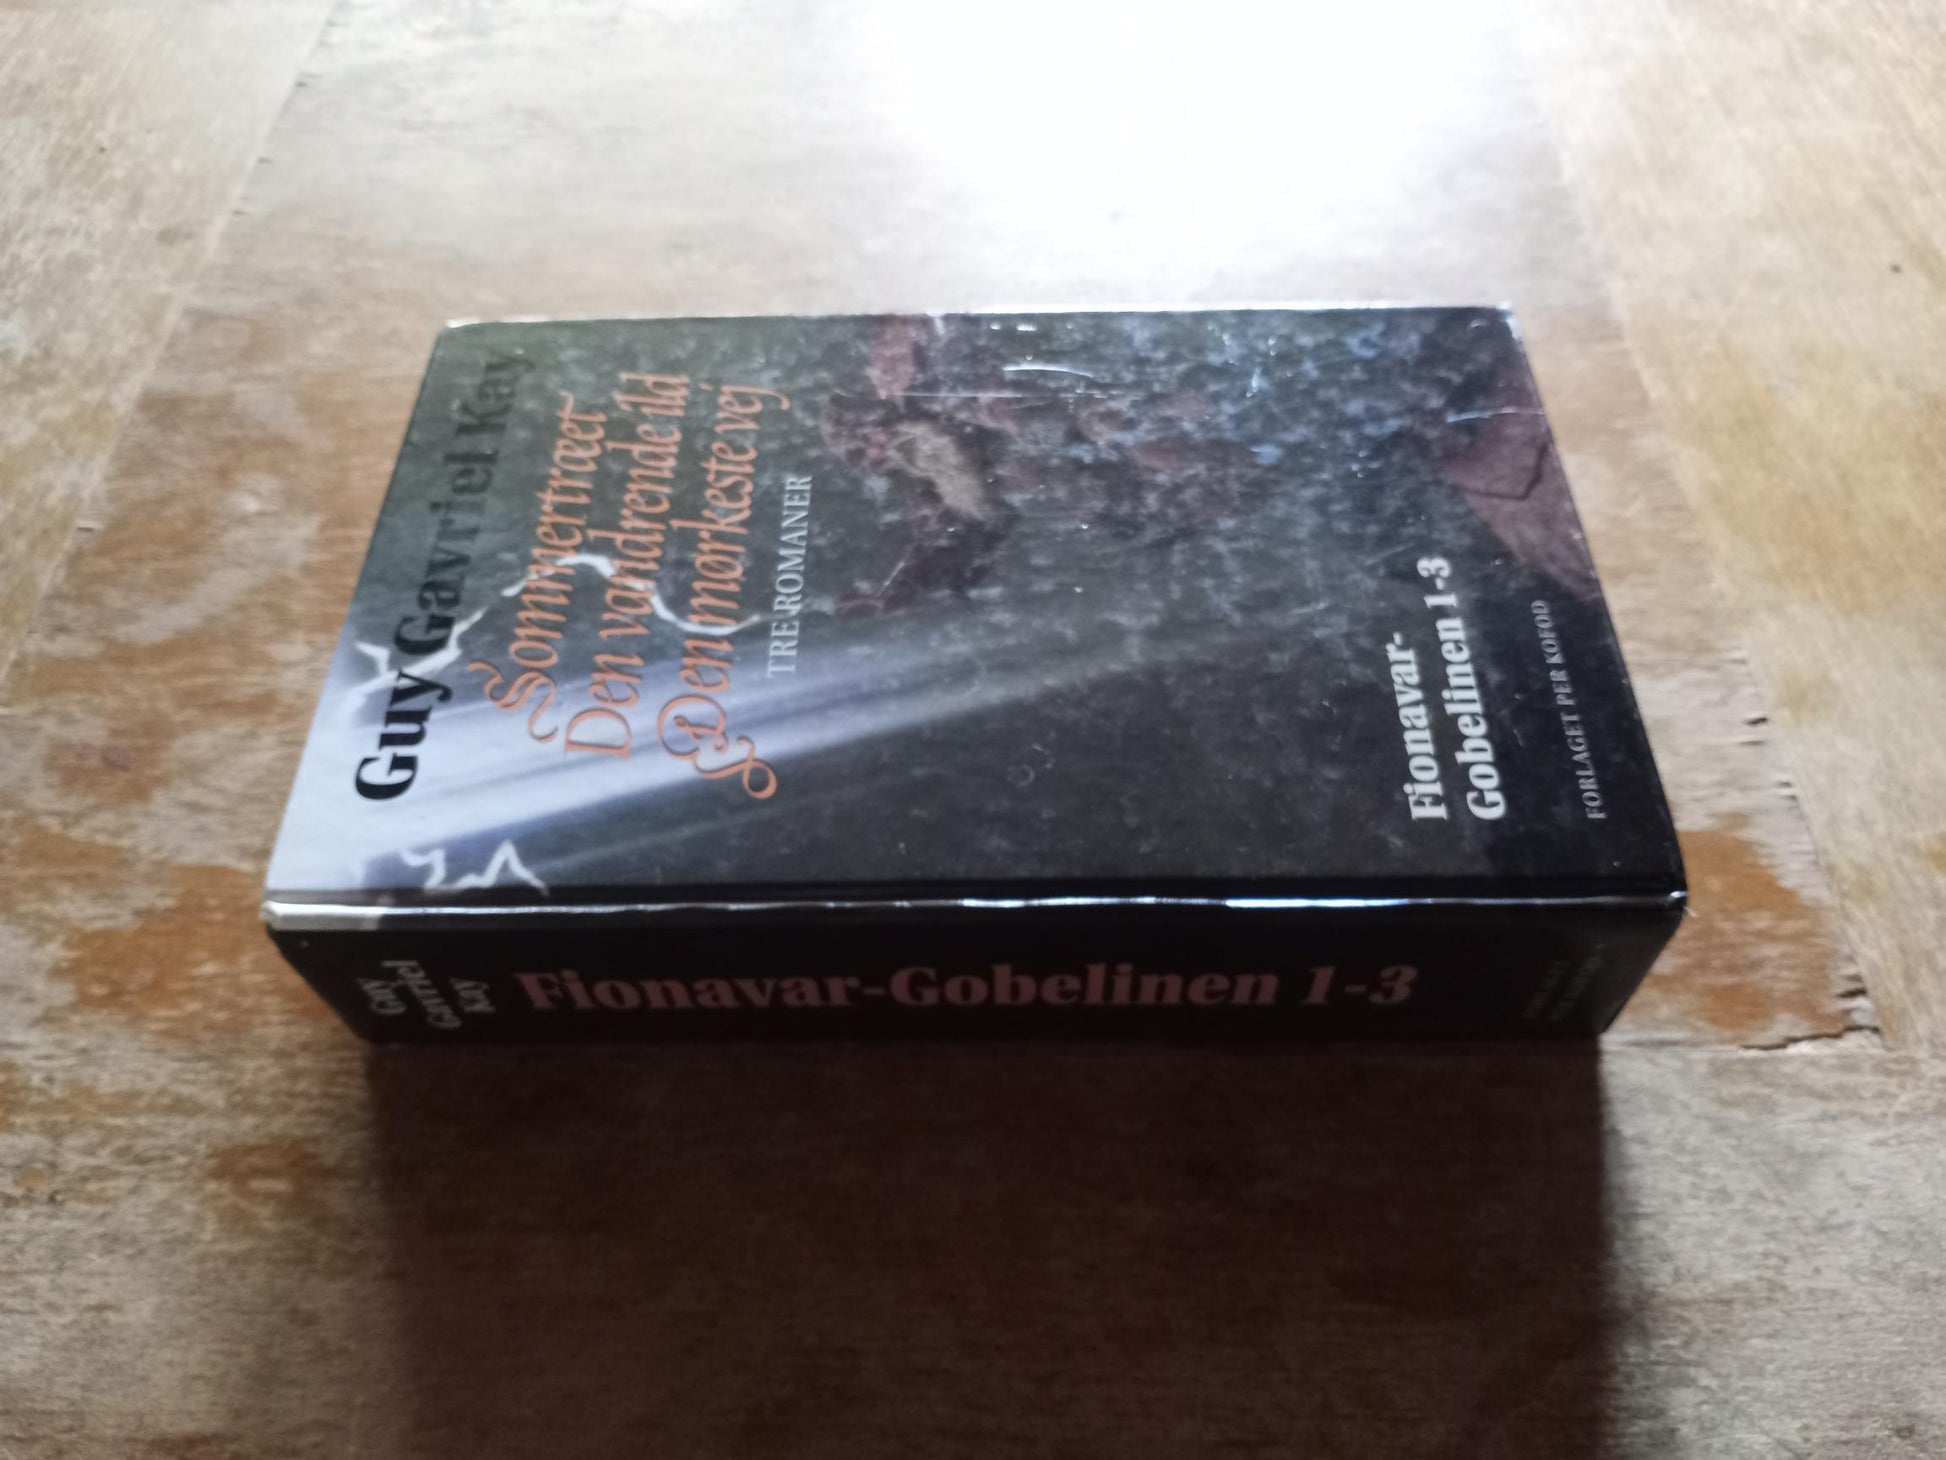 Guy Gavriel Kay
Sommertræet
Den vandrende ild
Den mørkeste vej
TRE ROMANER
Fionavar-
Gobelinen 1-3
FORLAGET PER KOFOD
Guy
Gavriel
Kay
Fionavar-Gobelinen 1-3